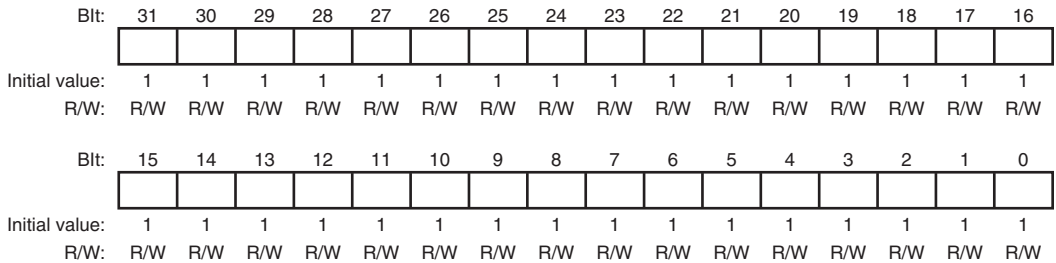 BIt: 31 30 29 28 27 26 25 24 23 22 21 20 19 18 17 16
Initial value: 1 1 1 1 1 1 1 1 1 1 1 1 1 1 1 1
R/W: R/W R/W R/W R/W R/W R/W R/W R/W R/W R/W R/W R/W R/W R/W R/W R/W
BIt: 15 14 13 12 11 10 9 8 7 6 5 4 3 2 1 0
Initial value: 1 1 1 1 1 1 1 1 1 1 1 1 1 1 1 1
R/W: R/W R/W R/W R/W R/W R/W R/W R/W R/W R/W R/W R/W R/W R/W R/W R/W